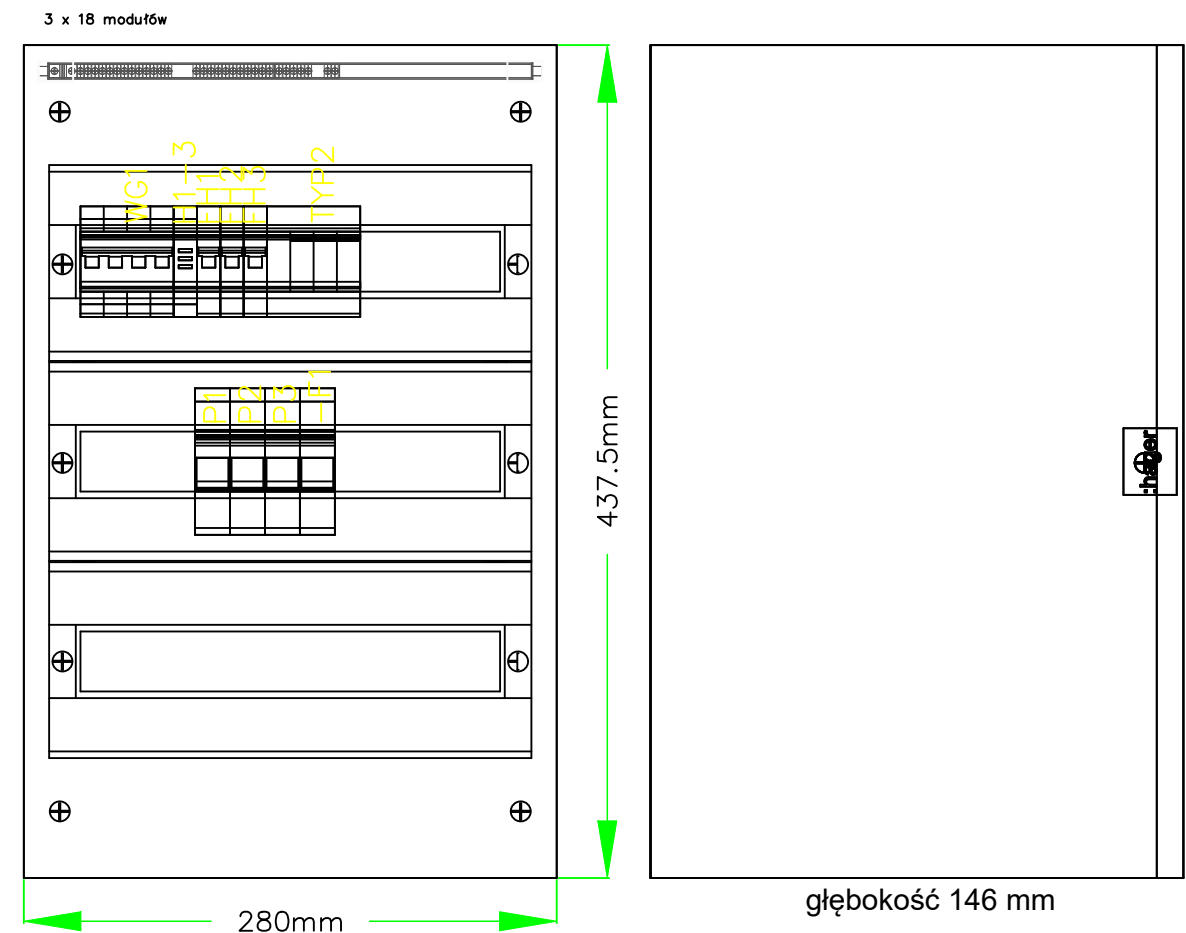 3 x 18 modułów
WG1
H1-3
FH1
FH2
FH3
TYP2
P1
P2
P3
-F1
437.5mm
:hager
280mm
głębokość 146 mm